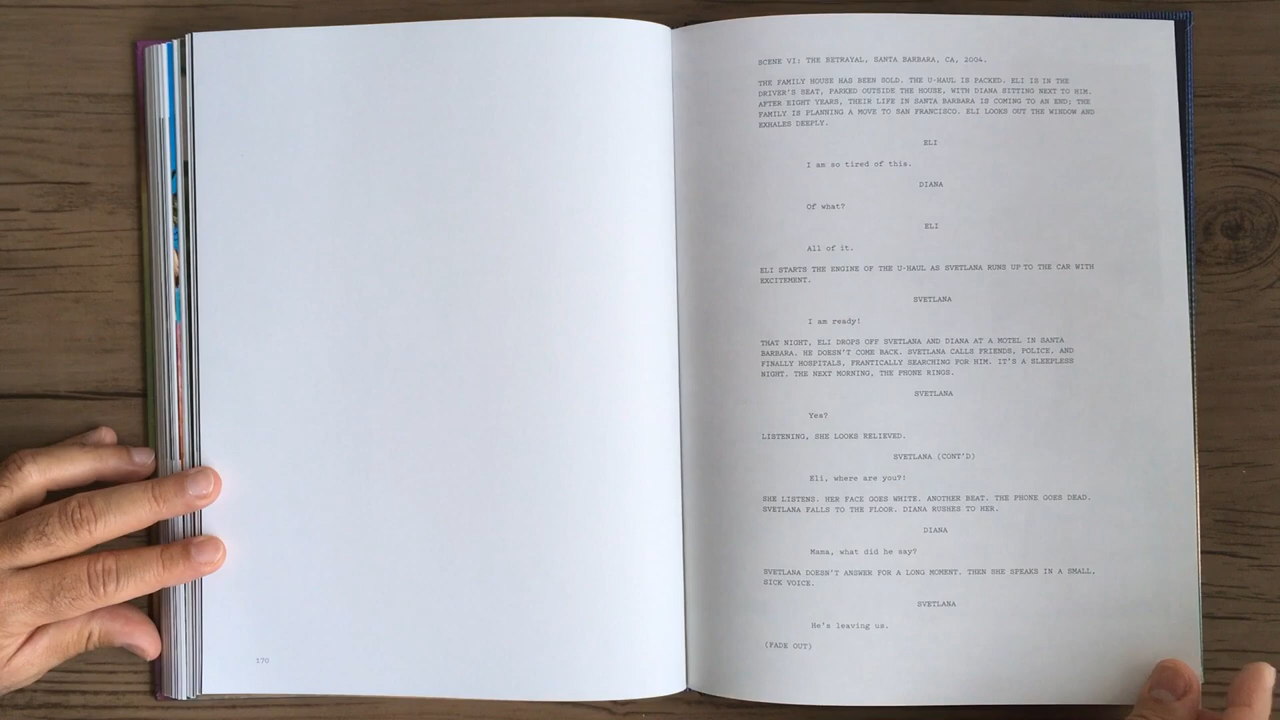 170
SCENE VI: THE BETRAYAL, SANTA BARBARA, CA, 2004.
THE FAMILY HOUSE HAS BEEN SOLD. THE U-HAUL IS PACKED. ELI IS IN THE
DRIVER'S SEAT, PARKED OUTSIDE THE HOUSE, WITH DIANA SITTING NEXT TO HIM.
AFTER EIGHT YEARS, THEIR LIFE IN SANTA BARBARA IS COMING TO AN END; THE
FAMILY IS PLANNING A MOVE TO SAN FRANCISCO. ELI LOOKS OUT THE WINDOW AND
EXHALES DEEPLY.
ELI
I am so tired of this.
DIANA
Of what?
ELI
All of it.
ELI STARTS THE ENGINE OF THE U-HAUL AS SVETLANA RUNS UP TO THE CAR WITH
EXCITEMENT.
SVETLANA
I am ready!
THAT NIGHT, ELI DROPS OFF SVETLANA AND DIANA AT A MOTEL IN SANTA
BARBARA. HE DOESN'T COME BACK. SVETLANA CALLS FRIENDS, POLICE, AND
FINALLY HOSPITALS, FRANTICALLY SEARCHING FOR HIM. IT'S A SLEEPLESS
NIGHT. THE NEXT MORNING, THE PHONE RINGS.
SVETLANA
Yes?
LISTENING, SHE LOOKS RELIEVED.
SVETLANA (CONT'D)
Eli, where are you?!
SHE LISTENS. HER FACE GOES WHITE. ANOTHER BEAT. THE PHONE GOES DEAD.
SVETLANA FALLS TO THE FLOOR. DIANA RUSHES TO HER.
DIANA
Mama, what did he say?
SVETLANA DOESN'T ANSWER FOR A LONG MOMENT. THEN SHE SPEAKS IN A SMALL,
SICK VOICE.
SVETLANA
He's leaving us.
(FADE OUT)